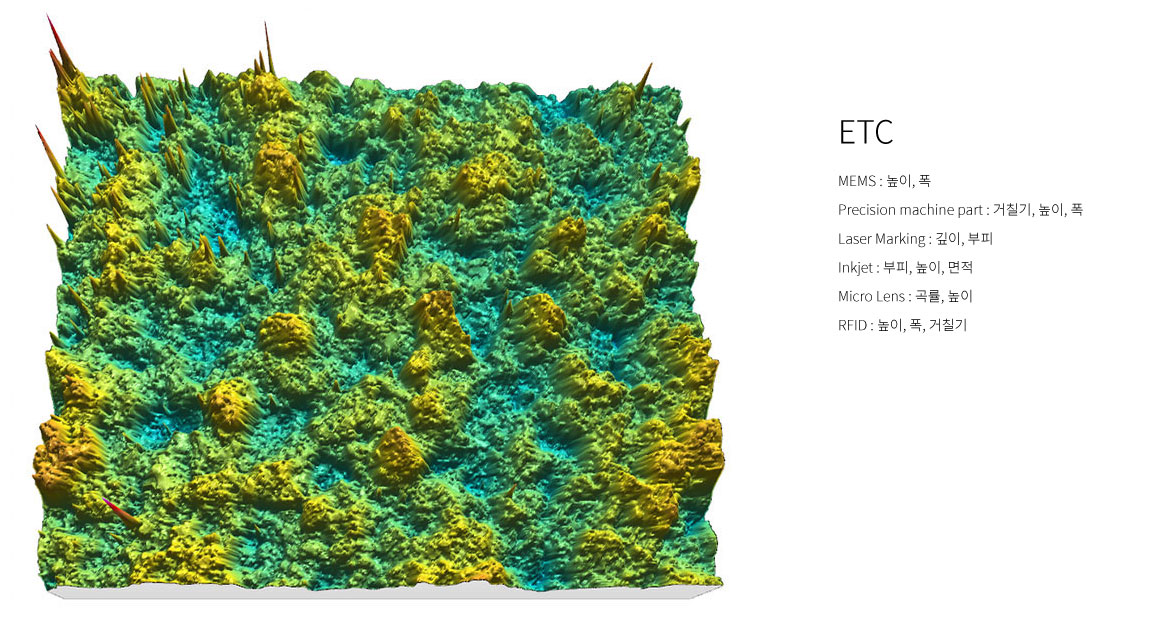 ETC
MEMS : 높이, 폭
Precision machine part : 거칠기, 높이, 폭
Laser Marking : 깊이, 부피
Inkjet : 부피, 높이, 면적
Micro Lens : 곡률, 높이
RFID : 높이, 폭, 거칠기